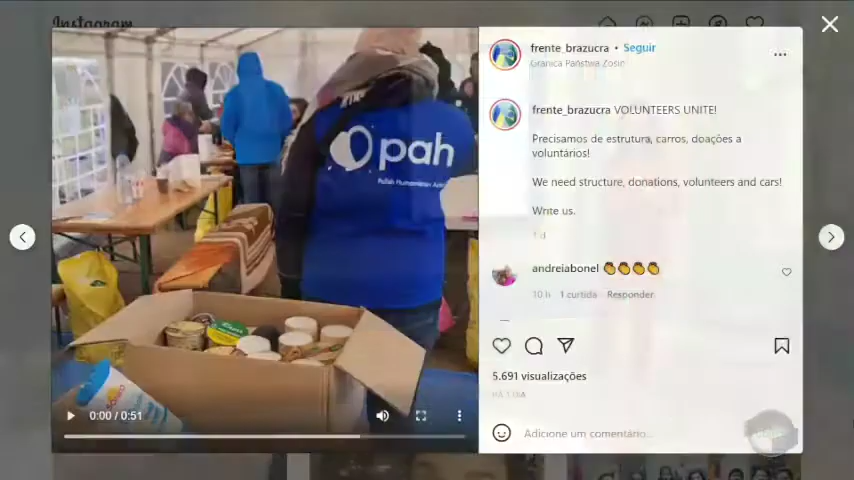 Instagram
frente_brazucra • Seguir
Granica Państwa Zosin
frente_brazucra VOLUNTEERS UNITE!
Precisamos de estrutura, carros, doações a
voluntários!
We need structure, donations, volunteers and cars!
Write us.
1 d
andreiabonel 👏👏👏👏
10 h 1 curtida Responder
5.691 visualizações
HÁ 1 DIA
Adicione um comentário...
pah
Polish Humanitarian
0:00 / 0:51